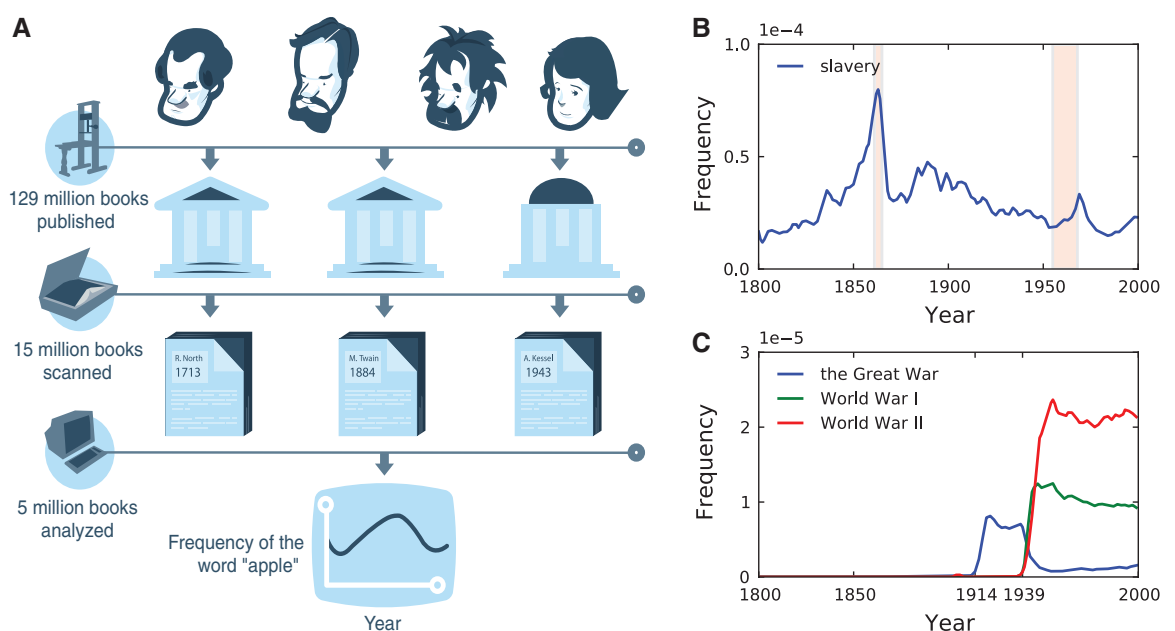 A
129 million books
published
15 million books
scanned
R. North
1713
M. Twain
1884
A. Kessel
1943
5 million books
analyzed
Frequency of the
word "apple"
Year
B
1e-4
slavery
Frequency
1.0
0.5
0.0
1800
1850
1900
1950
2000
Year
C
1e-5
the Great War
World War I
World War II
Frequency
3
2
1
0
1800
1850
1914
1939
2000
Year